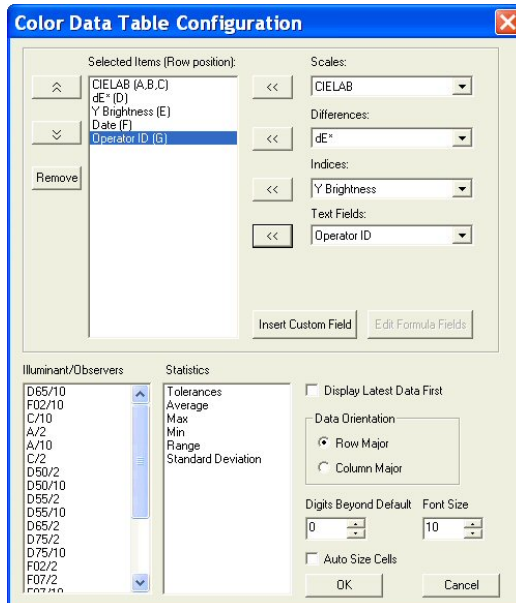 Color Data Table Configuration
Selected Items (Row position):
CIELAB (A,B,C)
dE* (D)
Y Brightness (E)
Date (F)
Operator ID (G)
Remove
Scales:
<< CIELAB
Differences:
<< dE*
Indices:
<< Y Brightness
Text Fields:
<< Operator ID
Insert Custom Field Edit Formula Fields
Illuminant/Observers
D65/10
F02/10
C/10
A/2
A/10
C/2
D50/2
D50/10
D55/2
D55/10
D65/2
D75/2
D75/10
F02/2
F07/2
F07/10
Statistics
Tolerances
Average
Max
Min
Range
Standard Deviation
Display Latest Data First
Data Orientation
Row Major
Column Major
Digits Beyond Default Font Size
0 10
Auto Size Cells
OK Cancel